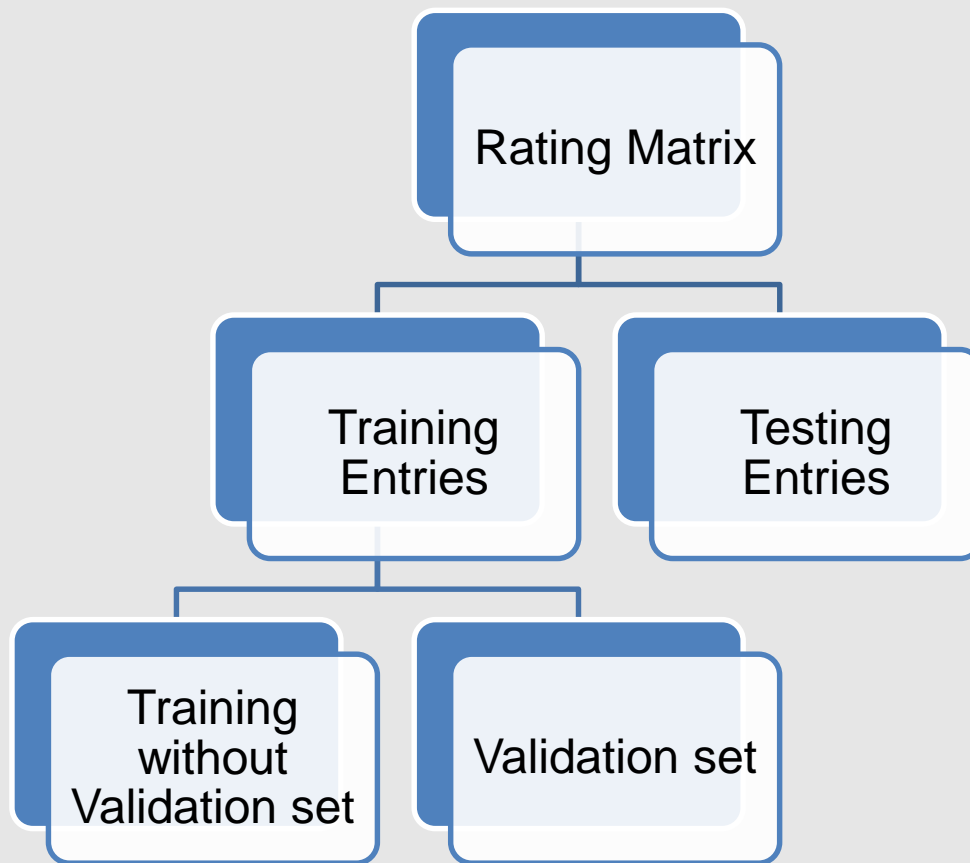 Rating Matrix
Training
Entries
Testing
Entries
Training
without
Validation set
Validation set